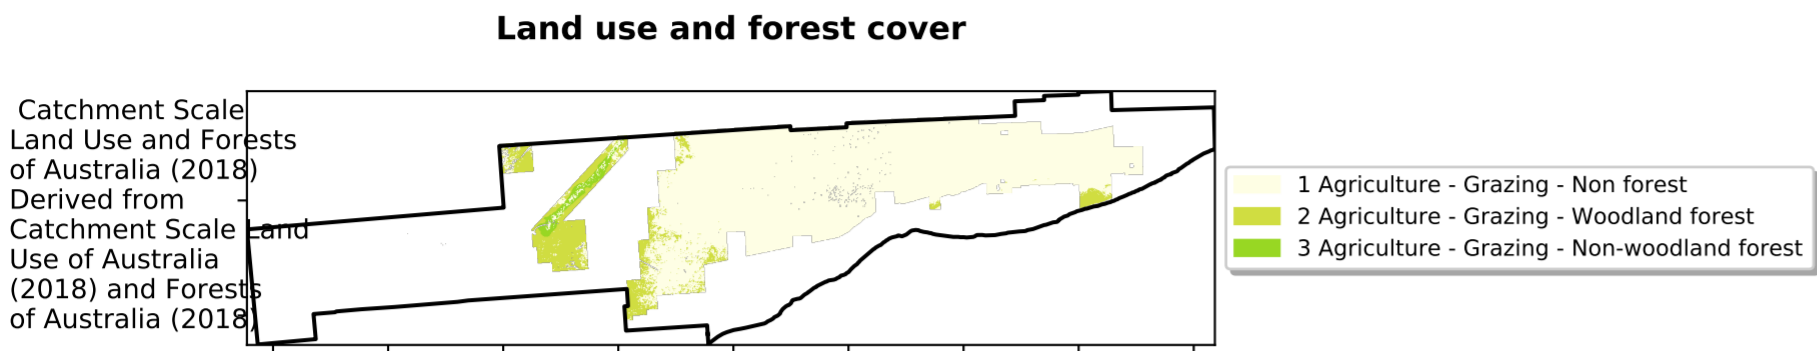 Land use and forest cover
Catchment Scale
Land Use and Forests
of Australia (2018)
Derived from
Catchment Scale Land
Use of Australia
(2018) and Forests
of Australia (2018)
1 Agriculture - Grazing - Non forest
2 Agriculture - Grazing - Woodland forest
3 Agriculture - Grazing - Non-woodland forest